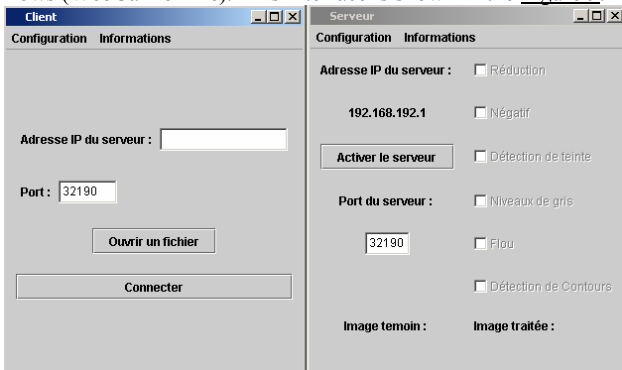 Client
Configuration Informations
Adresse IP du serveur :
Port : 32190
Ouvrir un fichier
Connecter
Serveur
Configuration Informations
Adresse IP du serveur :
192.168.192.1
Activer le serveur
Port du serveur :
32190
Réduction
Négatif
Détection de teinte
Niveaux de gris
Flou
Détection de Contours
Image temoin :
Image traitée :